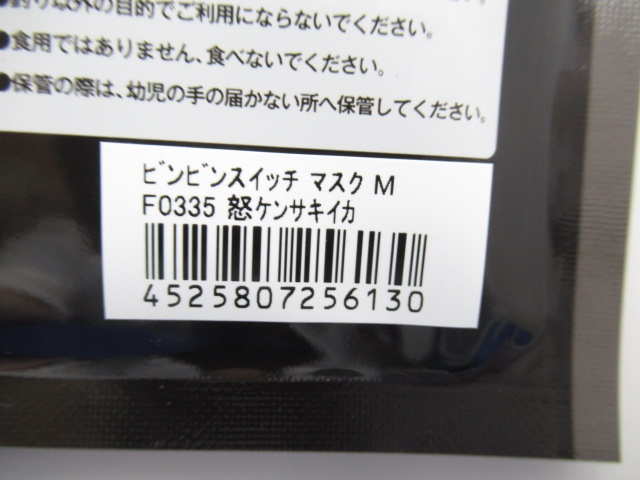 ●釣り以外の目的でご利用にならないでください。
●食用ではありません、食べないでください。
●保管の際は、幼児の手の届かない所へ保管してください。
ﾋﾞﾝﾋﾞﾝｽｲｯﾁ ﾏｽｸ M
F0335 怒ｹﾝｻｷｲｶ
4525807256130